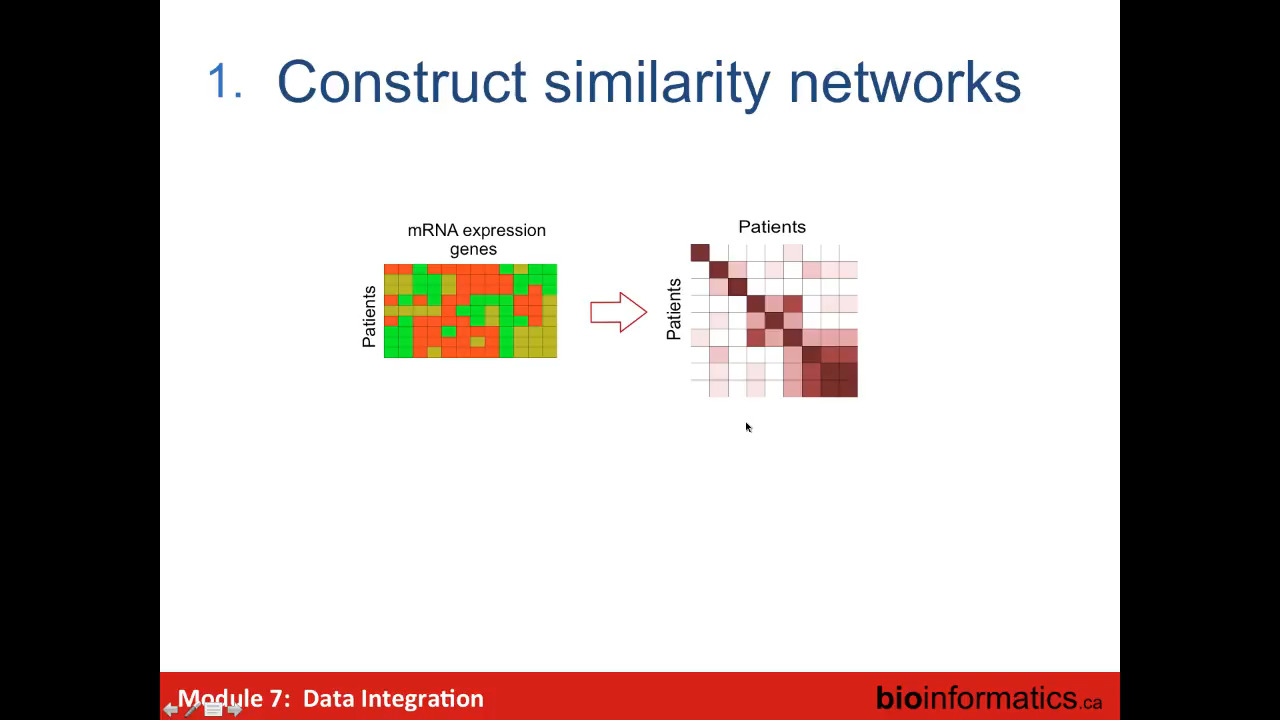 1. Construct similarity networks
mRNA expression
genes
Patients
Patients
Patients
Module 7: Data Integration
bioinformatics.ca